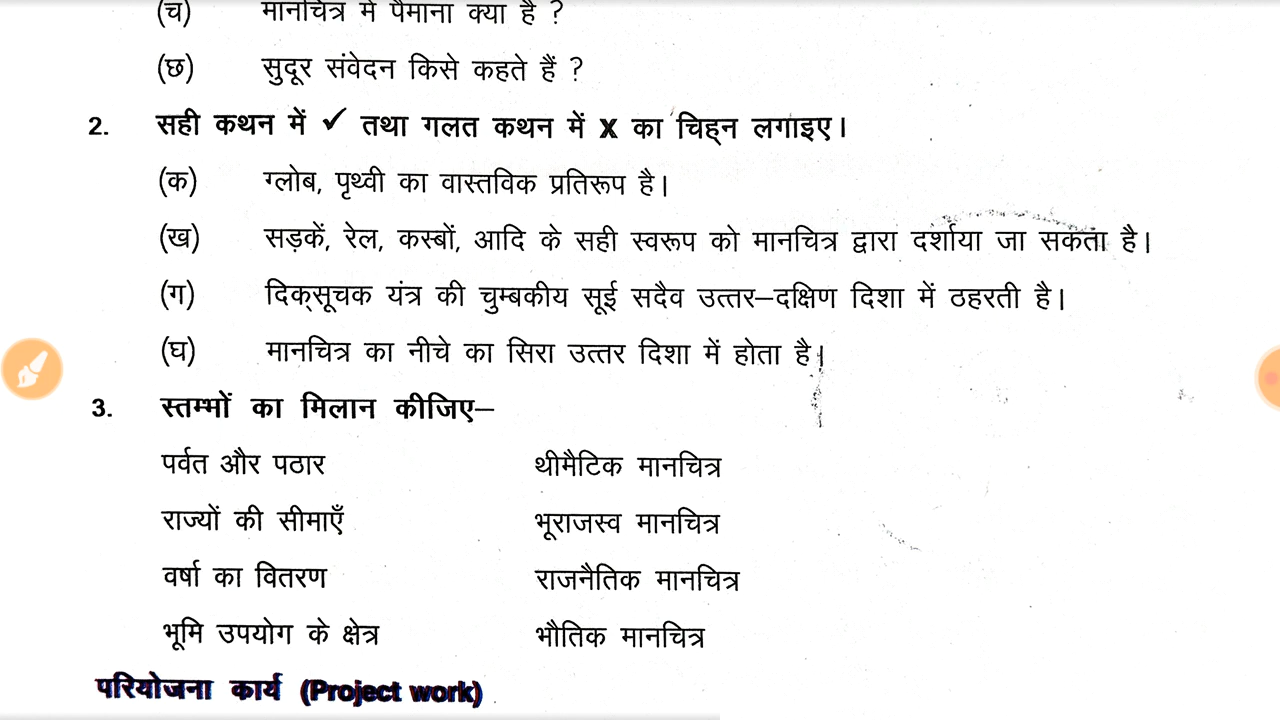 (च) मानचित्र में पैमाना क्या है ?
(छ) सुदूर संवेदन किसे कहते हैं ?
2. सही कथन में ✓ तथा गलत कथन में X का चिह्न लगाइए।
(क) ग्लोब, पृथ्वी का वास्तविक प्रतिरूप है।
(ख) सड़कें, रेल, कस्बों, आदि के सही स्वरूप को मानचित्र द्वारा दर्शाया जा सकता है।
(ग) दिक्सूचक यंत्र की चुम्बकीय सूई सदैव उत्तर–दक्षिण दिशा में ठहरती है।
(घ) मानचित्र का नीचे का सिरा उत्तर दिशा में होता है।
3. स्तम्भों का मिलान कीजिए–
पर्वत और पठार थीमैटिक मानचित्र
राज्यों की सीमाएँ भूराजस्व मानचित्र
वर्षा का वितरण राजनैतिक मानचित्र
भूमि उपयोग के क्षेत्र भौतिक मानचित्र
परियोजना कार्य (Project work)